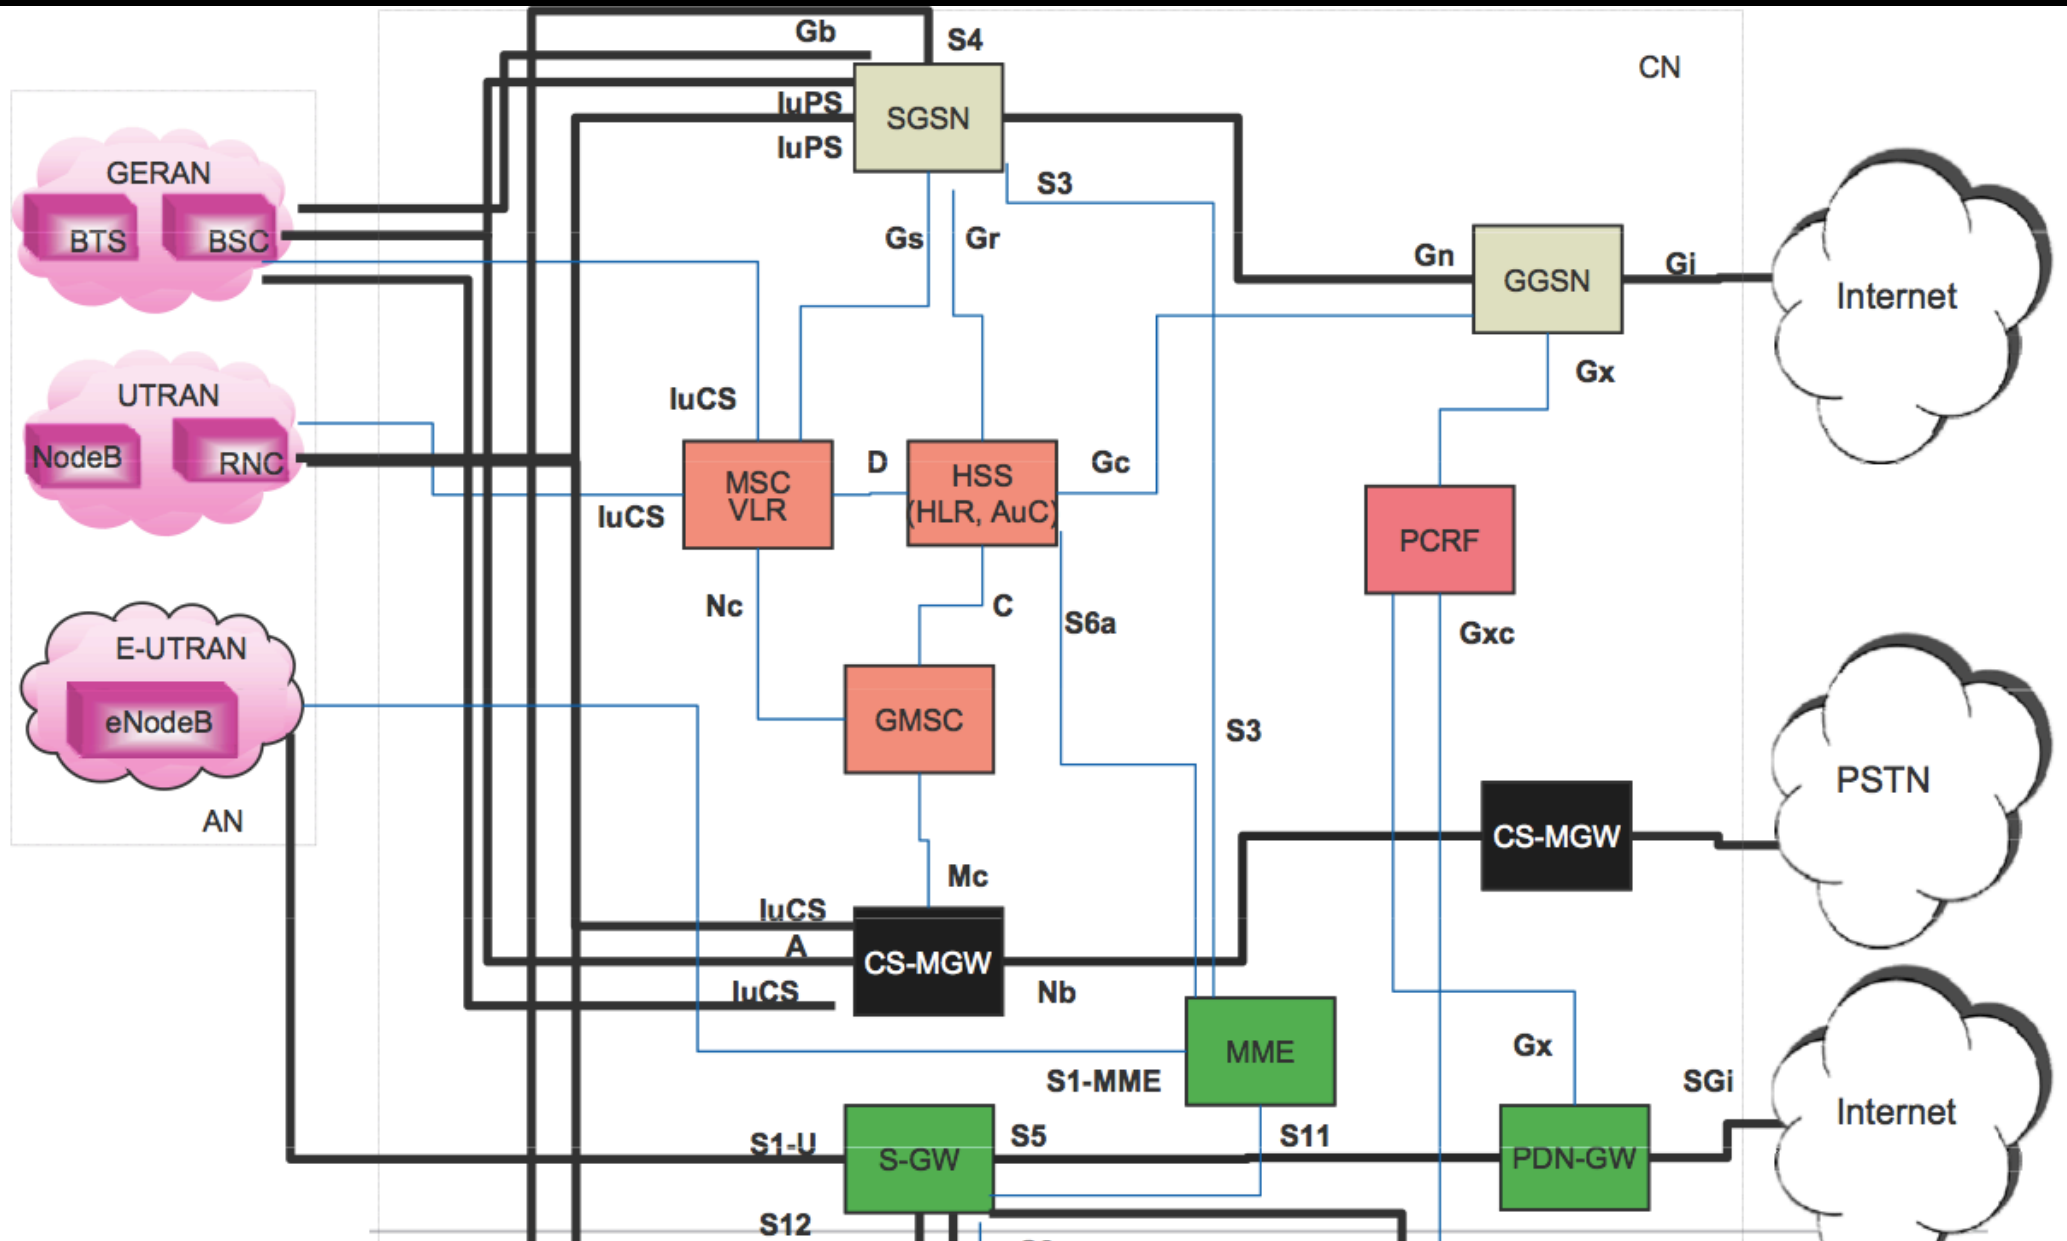 Gb
S4
CN
IuPS
SGSN
IuPS
GERAN
S3
BTS
BSC
Gs
Gr
Gn
Gi
GGSN
Internet
Gx
UTRAN
IuCS
NodeB
RNC
D
Gc
MSC
VLR
HSS
(HLR, AuC)
IuCS
PCRF
Nc
C
S6a
Gxc
E-UTRAN
eNodeB
GMSC
S3
PSTN
AN
CS-MGW
Mc
IuCS
A
CS-MGW
IuCS
Nb
MME
Gx
S1-MME
SGi
Internet
S1-U
S5
S11
S-GW
PDN-GW
S12